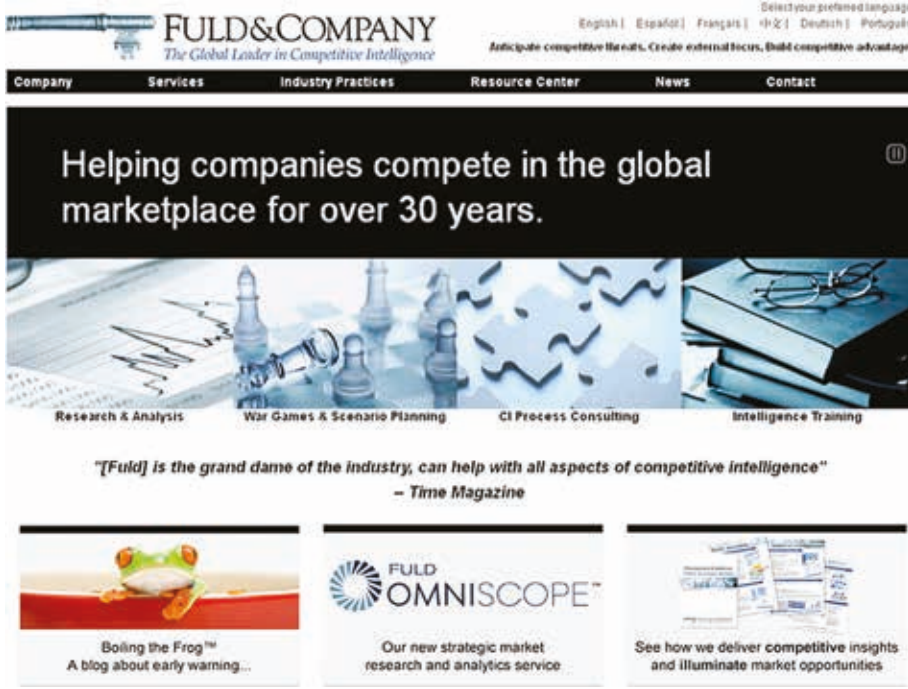 FULD & COMPANY
The Global Leader in Competitive Intelligence
Select your preferred language
English | Español | Français | 中文 | Deutsch | Português
Anticipate competitive threats. Create external focus, Build competitive advantage
Company Services Industry Practices Resource Center News Contact
Helping companies compete in the global
marketplace for over 30 years.
Research & Analysis War Games & Scenario Planning CI Process Consulting Intelligence Training
"[Fuld] is the grand dame of the industry, can help with all aspects of competitive intelligence"
– Time Magazine
Boiling the Frog™
A blog about early warning...
FULD
OMNISCOPE™
Our new strategic market
research and analytics service
See how we deliver competitive insights
and illuminate market opportunities